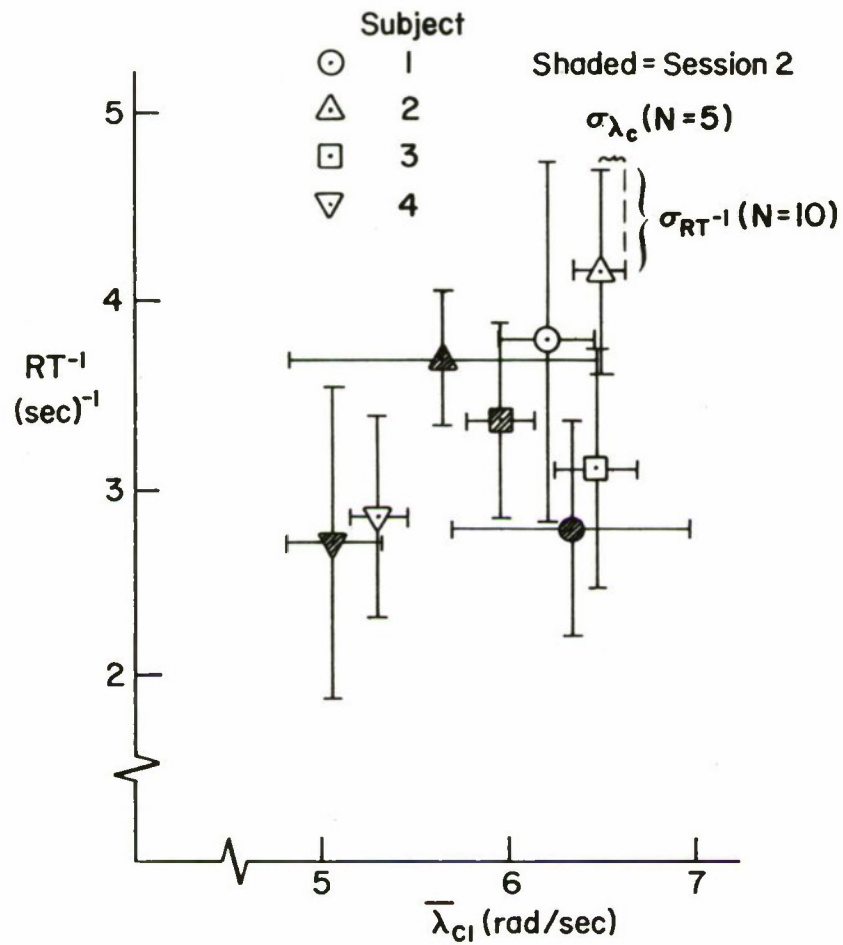 Subject
1
2
3
4
Shaded = Session 2
σλc (N=5)
σRT⁻¹ (N=10)
5
4
3
2
RT⁻¹
(sec)⁻¹
5 6 7
λ̅c1 (rad/sec)